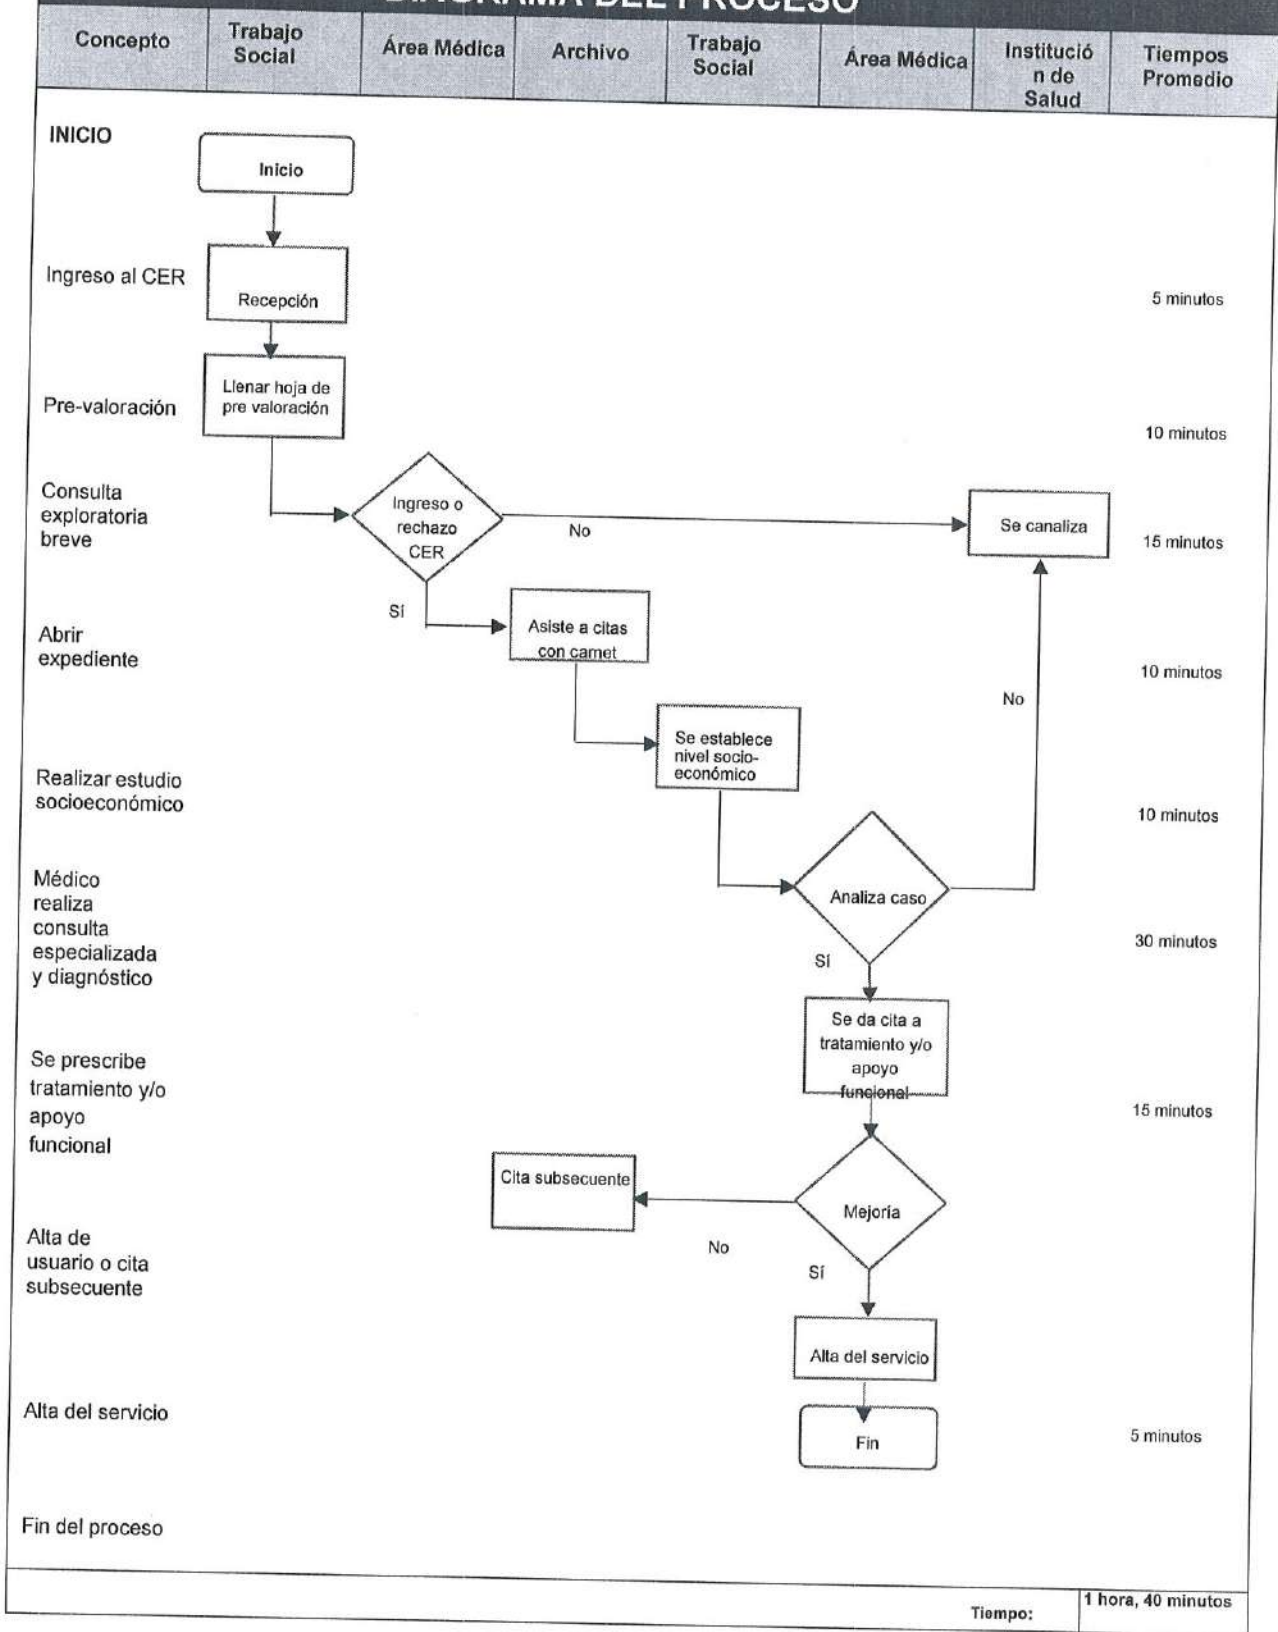 DIAGRAMA DEL PROCESO
Concepto
Trabajo
Social
Área Médica
Archivo
Trabajo
Social
Área Médica
Institució
n de
Salud
Tiempos
Promedio
INICIO
Inicio
Ingreso al CER
Recepción
5 minutos
Pre-valoración
Llenar hoja de
pre valoración
10 minutos
Consulta
exploratoria
breve
Ingreso o
rechazo
CER
No
Se canaliza
15 minutos
Sí
Abrir
expediente
Asiste a citas
con carnet
10 minutos
No
Realizar estudio
socioeconómico
Se establece
nivel socio-
económico
10 minutos
Médico
realiza
consulta
especializada
y diagnóstico
Analiza caso
30 minutos
Sí
Se prescribe
tratamiento y/o
apoyo
funcional
Se da cita a
tratamiento y/o
apoyo
funcional
15 minutos
Alta de
usuario o cita
subsecuente
Cita subsecuente
Mejoría
No
Sí
Alta del servicio
Alta del servicio
Fin
5 minutos
Fin del proceso
Tiempo:
1 hora, 40 minutos